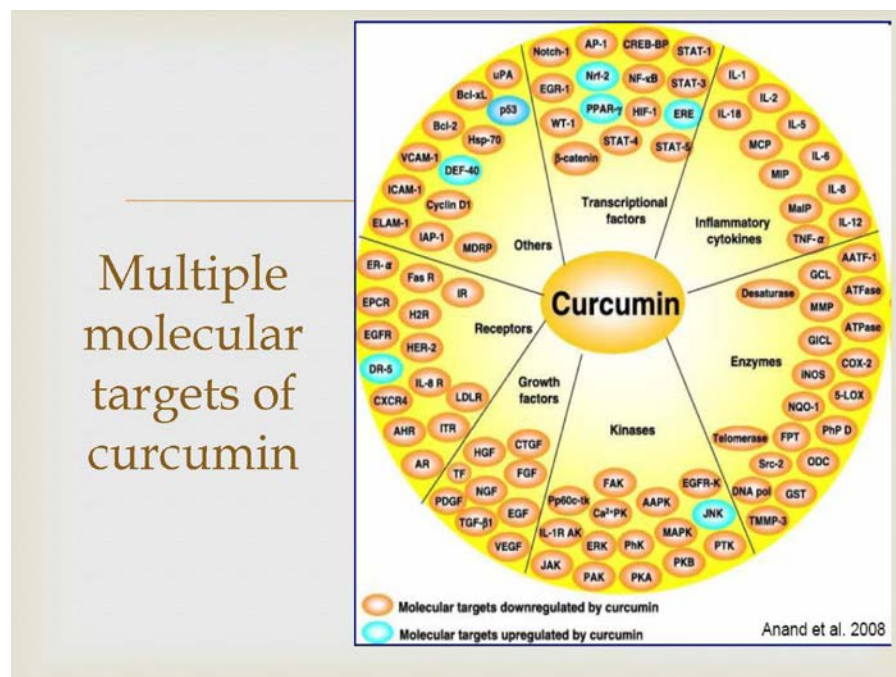 Multiple
molecular
targets of
curcumin
Curcumin
Transcriptional
factors
Notch-1
AP-1
CREB-BP
STAT-1
EGR-1
Nrf-2
NF-κB
STAT-3
WT-1
PPAR-γ
HIF-1
ERE
β-catenin
STAT-4
STAT-5
Inflammatory
cytokines
IL-1
IL-2
IL-18
IL-5
MCP
IL-6
MIP
IL-8
MaIP
IL-12
TNF-α
Enzymes
AATF-1
GCL
ATFase
Desaturase
MMP
ATPase
GICL
COX-2
iNOS
5-LOX
NQO-1
PhP D
Telomerase
FPT
ODC
Src-2
DNA pol
GST
TMMP-3
Kinases
FAK
EGFR-K
Pp60c-tk
AAPK
Ca²⁺PK
JNK
IL-1R AK
MAPK
ERK
PhK
PTK
JAK
PKB
PAK
PKA
Growth
factors
CTGF
HGF
TF
FGF
NGF
PDGF
EGF
TGF-β1
VEGF
Receptors
ER-α
Fas R
IR
EPCR
H2R
EGFR
HER-2
DR-5
IL-8 R
CXCR4
LDLR
AHR
ITR
AR
Others
uPA
Bcl-xL
p53
Bcl-2
Hsp-70
VCAM-1
DEF-40
ICAM-1
Cyclin D1
ELAM-1
IAP-1
MDRP
Molecular targets downregulated by curcumin
Molecular targets upregulated by curcumin
Anand et al. 2008